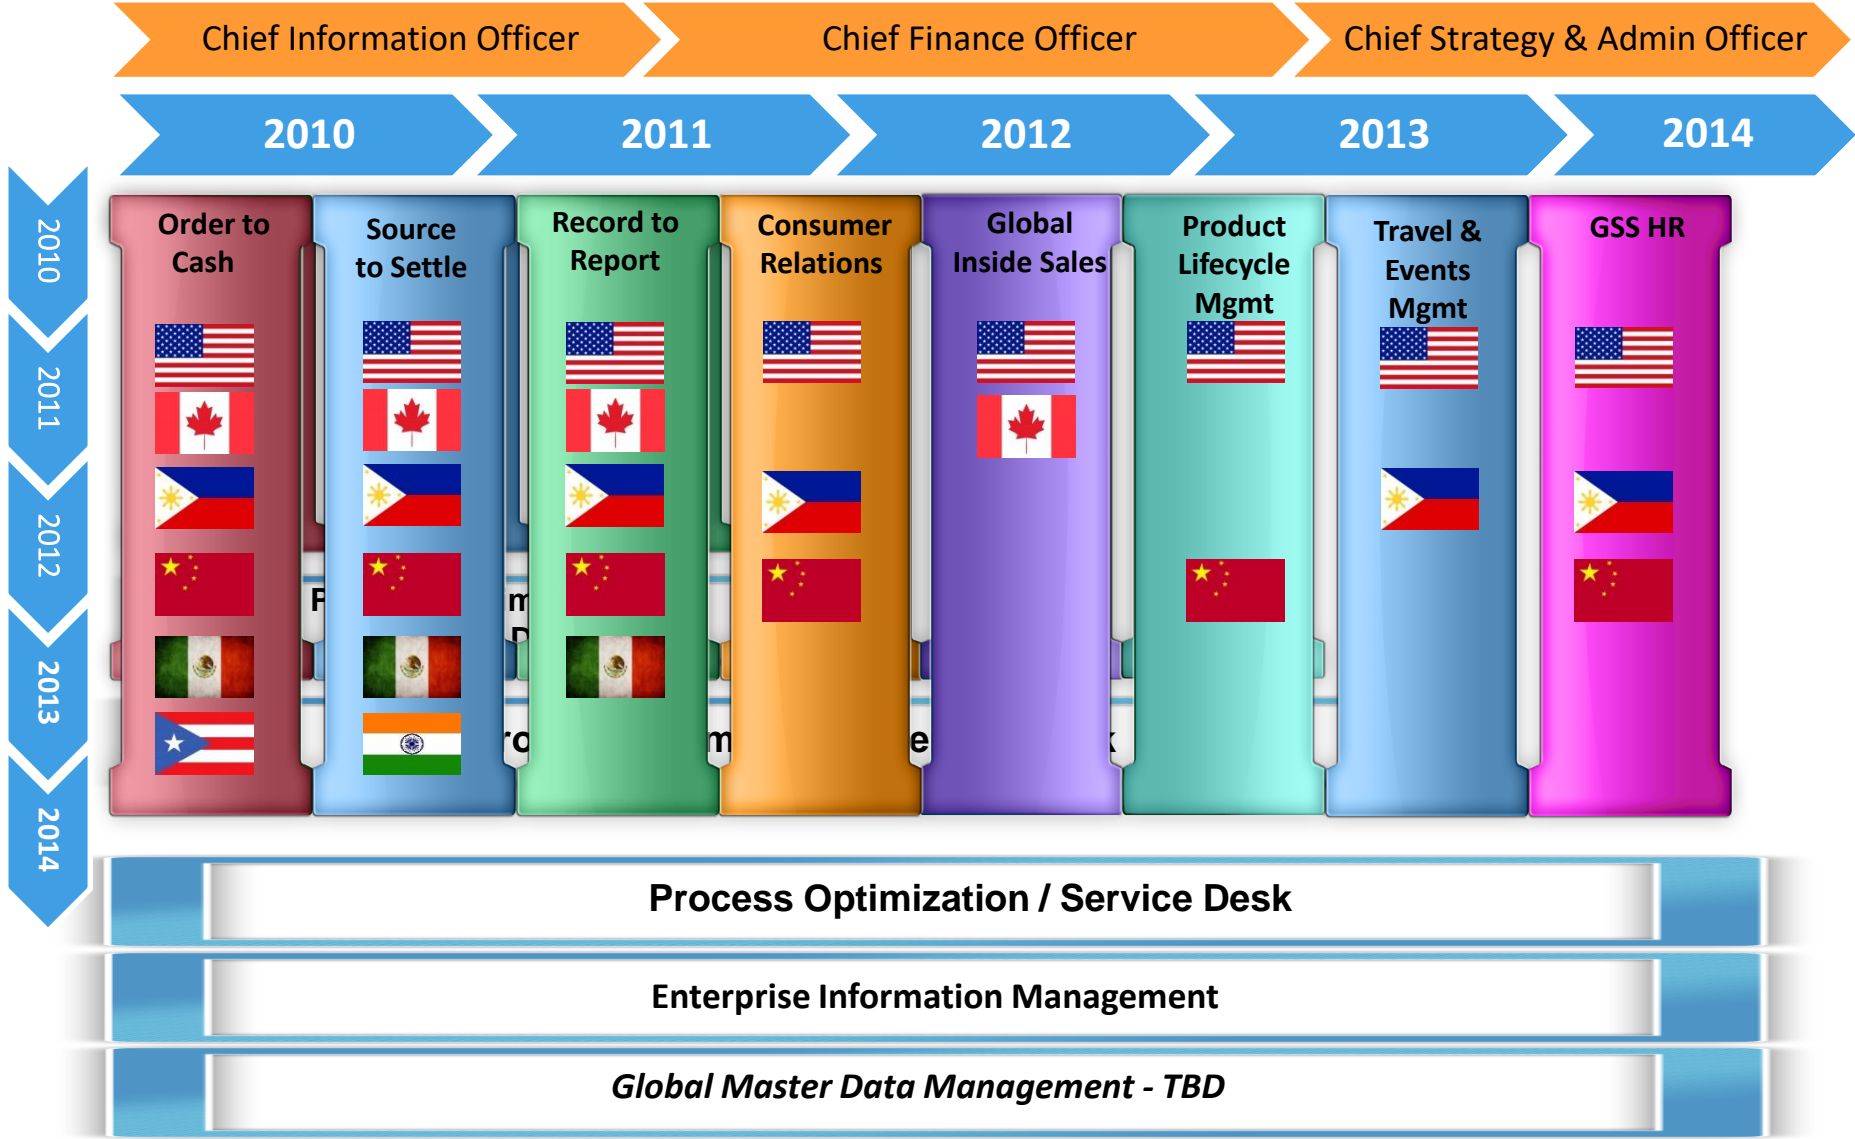 Chief Information Officer
Chief Finance Officer
Chief Strategy & Admin Officer
2010
2011
2012
2013
2014
2010
2011
2012
2013
2014
Order to
Cash
Source
to Settle
Record to
Report
Consumer
Relations
Global
Inside Sales
Product
Lifecycle
Mgmt
Travel &
Events
Mgmt
GSS HR
Process Optimization / Service Desk
Enterprise Information Management
Global Master Data Management - TBD